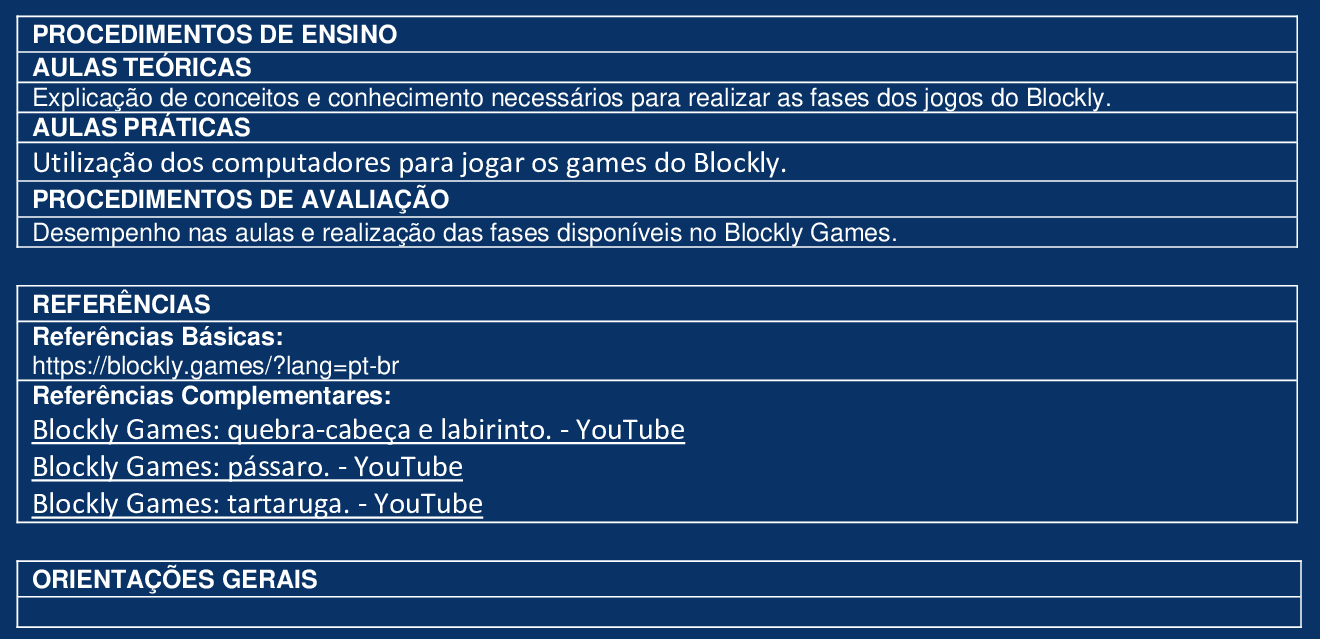 PROCEDIMENTOS DE ENSINO
AULAS TEÓRICAS
Explicação de conceitos e conhecimento necessários para realizar as fases dos jogos do Blockly.
AULAS PRÁTICAS
Utilização dos computadores para jogar os games do Blockly.
PROCEDIMENTOS DE AVALIAÇÃO
Desempenho nas aulas e realização das fases disponíveis no Blockly Games.
REFERÊNCIAS
Referências Básicas:
https://blockly.games/?lang=pt-br
Referências Complementares:
Blockly Games: quebra-cabeça e labirinto. - YouTube
Blockly Games: pássaro. - YouTube
Blockly Games: tartaruga. - YouTube
ORIENTAÇÕES GERAIS